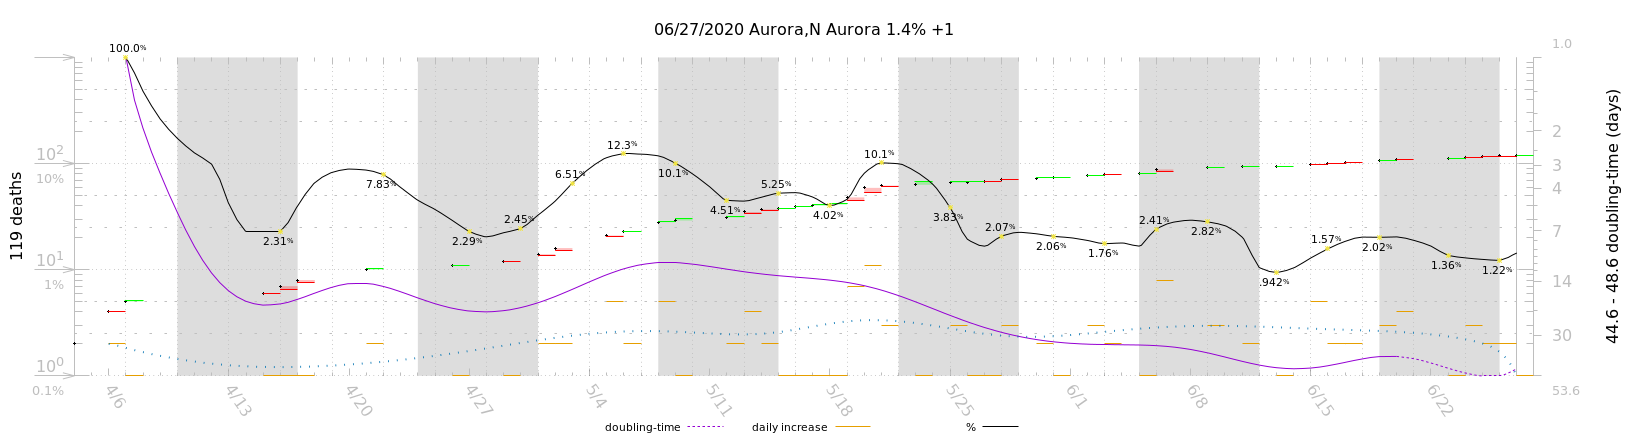 06/27/2020 Aurora,N Aurora 1.4% +1
119 deaths
44.6 - 48.6 doubling-time (days)
10² 10% 10¹ 1% 10⁰ 0.1%
1.0 2 3 4 7 14 30 53.6
100.0% 2.31% 7.83% 2.29% 2.45% 6.51% 12.3% 10.1% 4.51% 5.25% 4.02% 10.1% 3.83% 2.07% 2.06% 1.76% 2.41% 2.82% .942% 1.57% 2.02% 1.36% 1.22%
4/6 4/13 4/20 4/27 5/4 5/11 5/18 5/25 6/1 6/8 6/15 6/22
doubling-time daily increase %